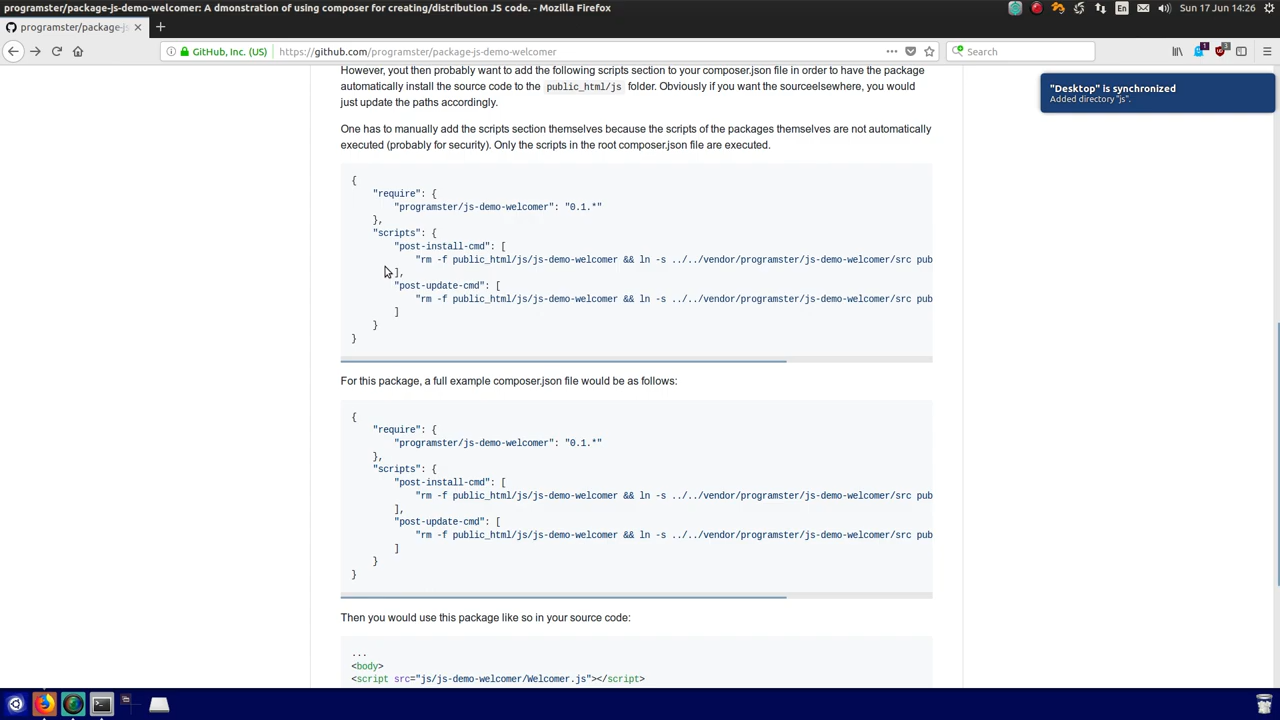 programster/package-js-demo-welcome: A dmonstration of using composer for creating/distribution JS code. - Mozilla Firefox
En
Sun 17 Jun 14:26
programster/package-js
GitHub, Inc. (US)
https://github.com/programster/package-js-demo-welcome
Search
1
3
However, yout then probably want to add the following scripts section to your composer.json file in order to have the package
automatically install the source code to the public_html/js folder. Obviously if you want the sourceelsewhere, you would
just update the paths accordingly.
"Desktop" is synchronized
Added directory "js".
One has to manually add the scripts section themselves because the scripts of the packages themselves are not automatically
executed (probably for security). Only the scripts in the root composer.json file are executed.
{
"require": {
"programster/js-demo-welcomer": "0.1.*"
},
"scripts": {
"post-install-cmd": [
"rm -f public_html/js/js-demo-welcomer && ln -s ../../vendor/programster/js-demo-welcomer/src pub
],
"post-update-cmd": [
"rm -f public_html/js/js-demo-welcomer && ln -s ../../vendor/programster/js-demo-welcomer/src pub
]
}
}
For this package, a full example composer.json file would be as follows:
{
"require": {
"programster/js-demo-welcomer": "0.1.*"
},
"scripts": {
"post-install-cmd": [
"rm -f public_html/js/js-demo-welcomer && ln -s ../../vendor/programster/js-demo-welcomer/src pub
],
"post-update-cmd": [
"rm -f public_html/js/js-demo-welcomer && ln -s ../../vendor/programster/js-demo-welcomer/src pub
]
}
}
Then you would use this package like so in your source code:
...
<body>
<script src="js/js-demo-welcomer/Welcomer.js"></script>